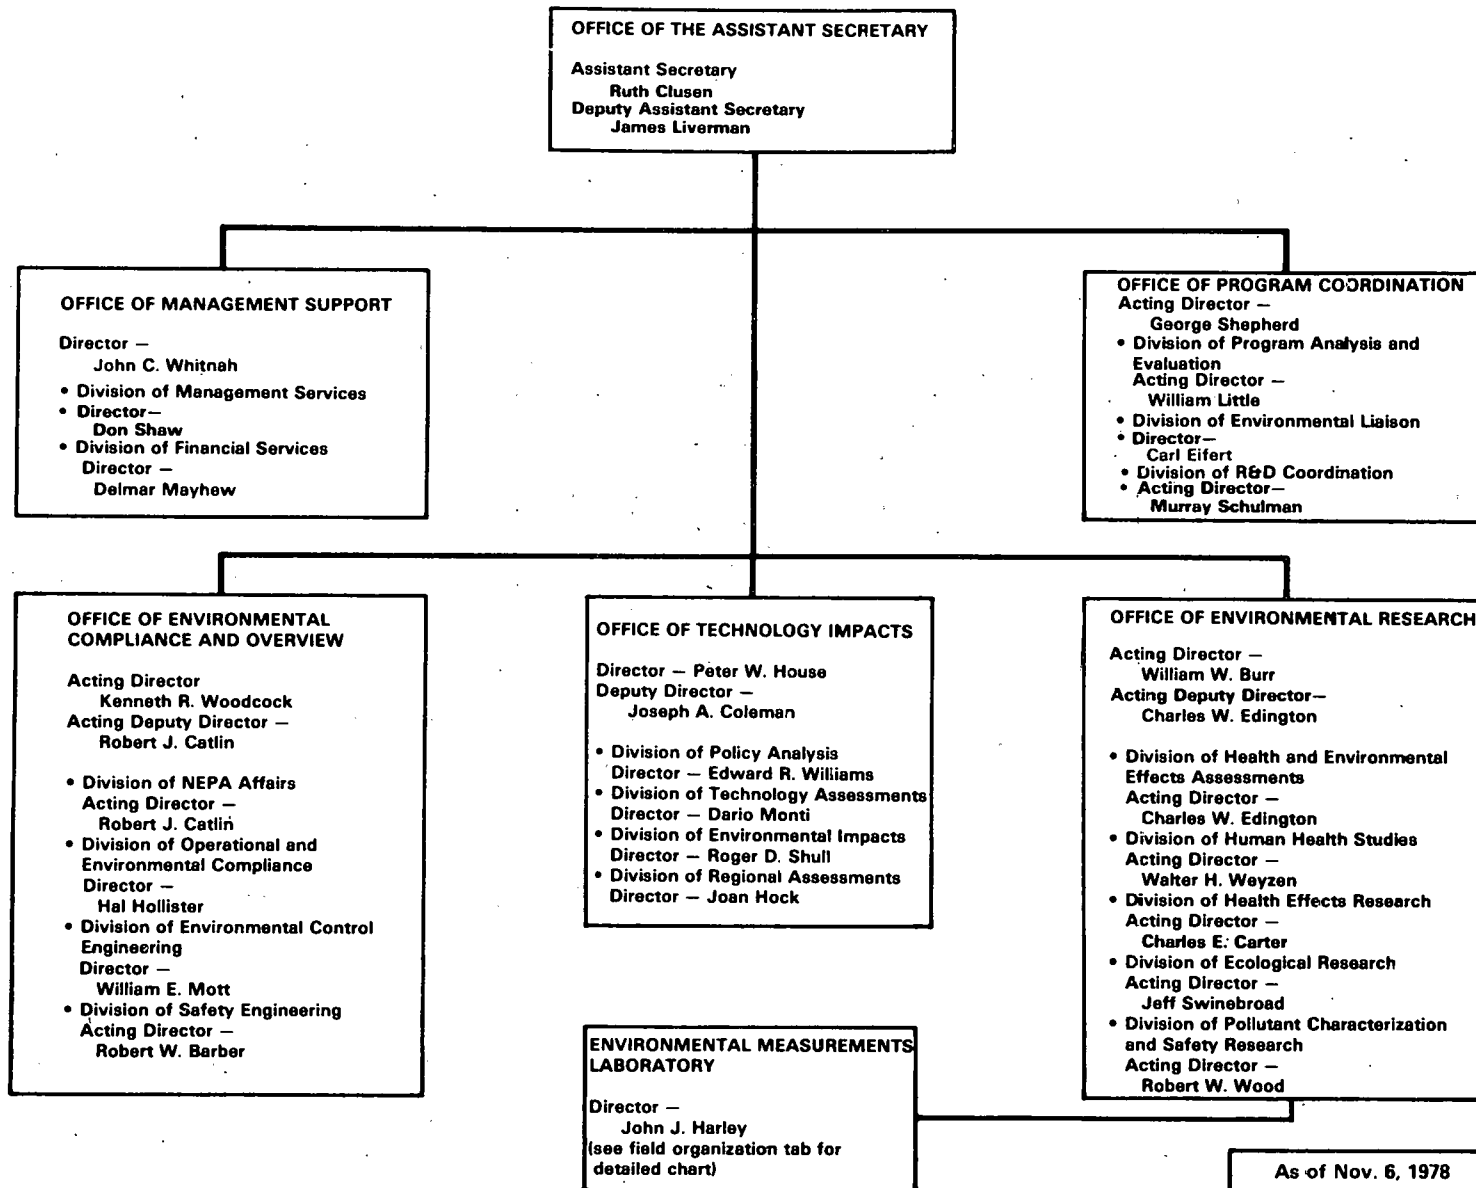 OFFICE OF THE ASSISTANT SECRETARY
Assistant Secretary
Ruth Clusen
Deputy Assistant Secretary
James Liverman
OFFICE OF MANAGEMENT SUPPORT
Director —
John C. Whitnah
• Division of Management Services
• Director—
Don Shaw
• Division of Financial Services
Director —
Delmar Mayhew
OFFICE OF PROGRAM COORDINATION
Acting Director —
George Shepherd
• Division of Program Analysis and
Evaluation
Acting Director —
William Little
• Division of Environmental Liaison
• Director—
Carl Eifert
• Division of R&D Coordination
• Acting Director—
Murray Schulman
OFFICE OF ENVIRONMENTAL
COMPLIANCE AND OVERVIEW
Acting Director
Kenneth R. Woodcock
Acting Deputy Director —
Robert J. Catlin
• Division of NEPA Affairs
Acting Director —
Robert J. Catlin
• Division of Operational and
Environmental Compliance
Director —
Hal Hollister
• Division of Environmental Control
Engineering
Director —
William E. Mott
• Division of Safety Engineering
Acting Director —
Robert W. Barber
OFFICE OF TECHNOLOGY IMPACTS
Director — Peter W. House
Deputy Director —
Joseph A. Coleman
• Division of Policy Analysis
Director — Edward R. Williams
• Division of Technology Assessments
Director — Dario Monti
• Division of Environmental Impacts
Director — Roger D. Shull
• Division of Regional Assessments
Director — Joan Hock
OFFICE OF ENVIRONMENTAL RESEARCH
Acting Director —
William W. Burr
Acting Deputy Director—
Charles W. Edington
• Division of Health and Environmental
Effects Assessments
Acting Director —
Charles W. Edington
• Division of Human Health Studies
Acting Director —
Walter H. Weyzen
• Division of Health Effects Research
Acting Director —
Charles E. Carter
• Division of Ecological Research
Acting Director —
Jeff Swinebroad
• Division of Pollutant Characterization
and Safety Research
Acting Director —
Robert W. Wood
ENVIRONMENTAL MEASUREMENTS
LABORATORY
Director —
John J. Harley
(see field organization tab for
detailed chart)
As of Nov. 6, 1978